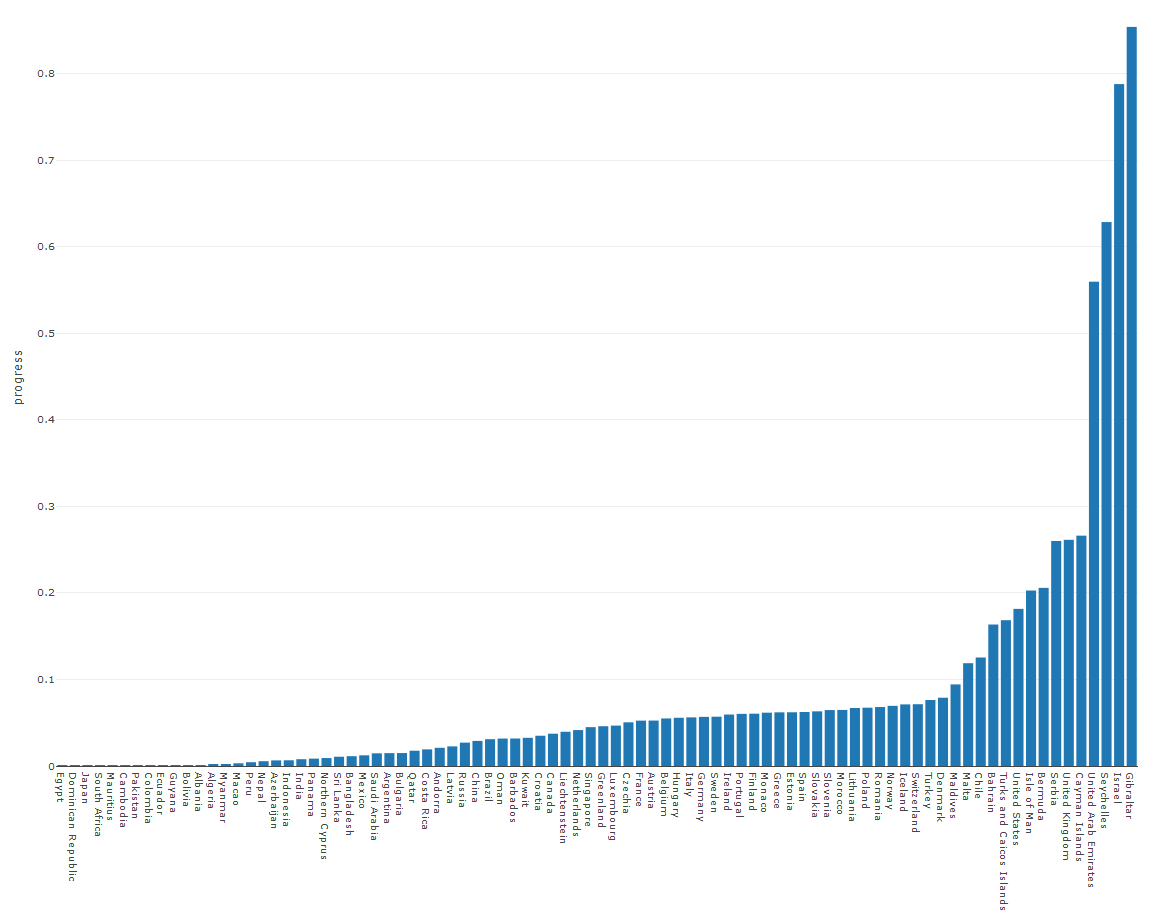 progress
0.8
0.7
0.6
0.5
0.4
0.3
0.2
0.1
0
Egypt
Dominican Republic
Japan
South Africa
Mauritius
Cambodia
Pakistan
Colombia
Ecuador
Guyana
Bolivia
Albania
Algeria
Myanmar
Macao
Peru
Nepal
Azerbaijan
Indonesia
India
Panama
Northern Cyprus
Sri Lanka
Bangladesh
Mexico
Saudi Arabia
Argentina
Bulgaria
Qatar
Costa Rica
Andorra
Latvia
Russia
China
Brazil
Oman
Barbados
Kuwait
Croatia
Canada
Liechtenstein
Netherlands
Singapore
Greenland
Luxembourg
Czechia
France
Austria
Belgium
Hungary
Italy
Germany
Sweden
Ireland
Portugal
Finland
Monaco
Greece
Estonia
Spain
Slovakia
Slovenia
Morocco
Lithuania
Poland
Romania
Norway
Iceland
Switzerland
Turkey
Denmark
Maldives
Malta
Chile
Bahrain
Turks and Caicos Islands
United States
Isle of Man
Bermuda
Serbia
United Kingdom
Cayman Islands
United Arab Emirates
Seychelles
Israel
Gibraltar